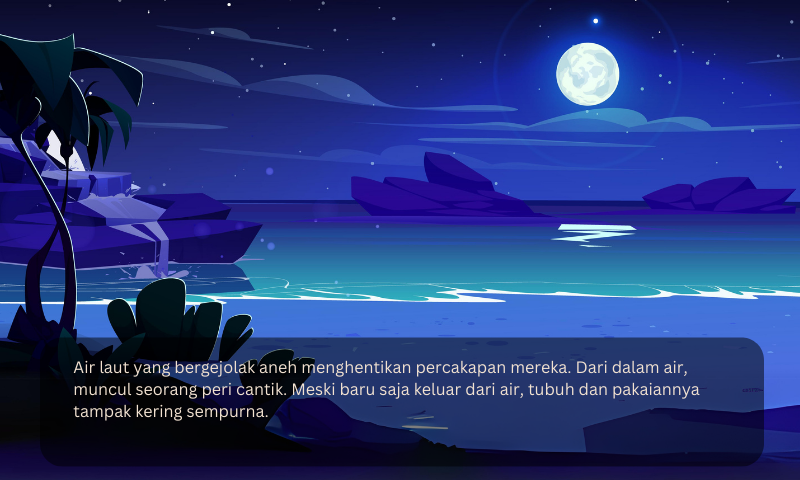 Air laut yang bergejolak aneh menghentikan percakapan mereka. Dari dalam air,
muncul seorang peri cantik. Meski baru saja keluar dari air, tubuh dan pakaiannya
tampak kering sempurna.